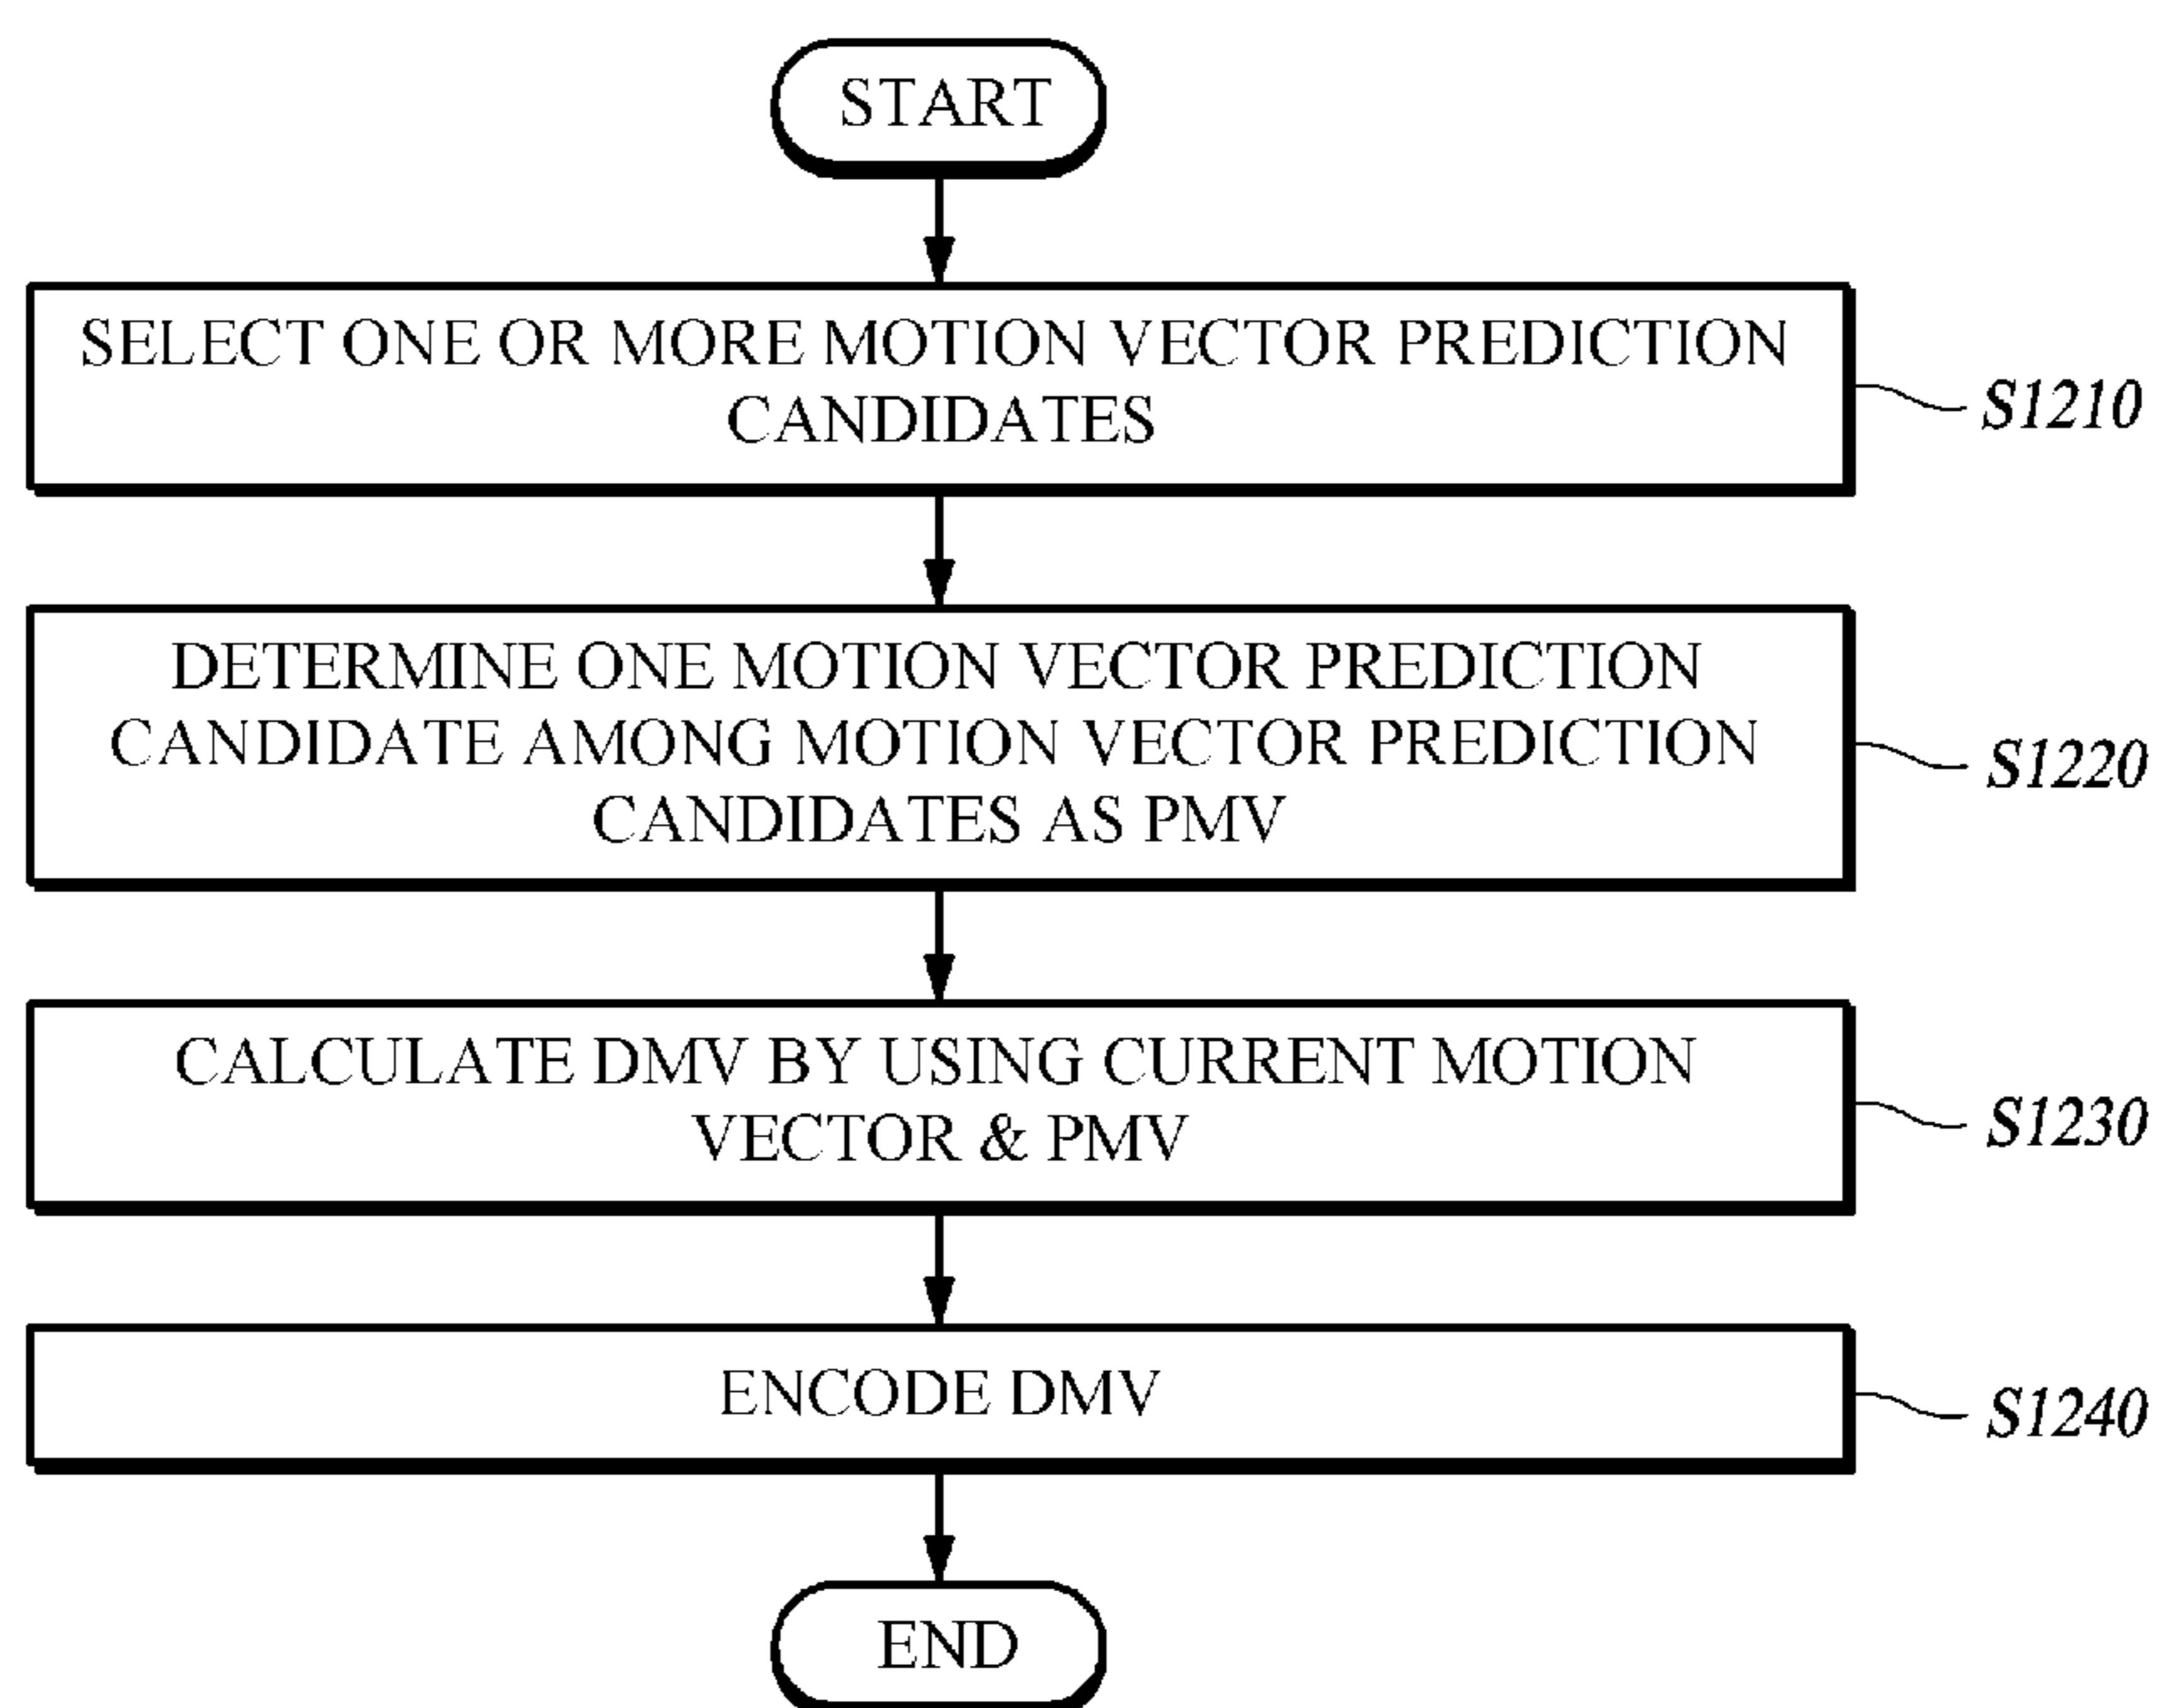 START
SELECT ONE OR MORE MOTION VECTOR PREDICTION
CANDIDATES
S1210
DETERMINE ONE MOTION VECTOR PREDICTION
CANDIDATE AMONG MOTION VECTOR PREDICTION
CANDIDATES AS PMV
S1220
CALCULATE DMV BY USING CURRENT MOTION
VECTOR & PMV
S1230
ENCODE DMV
S1240
END